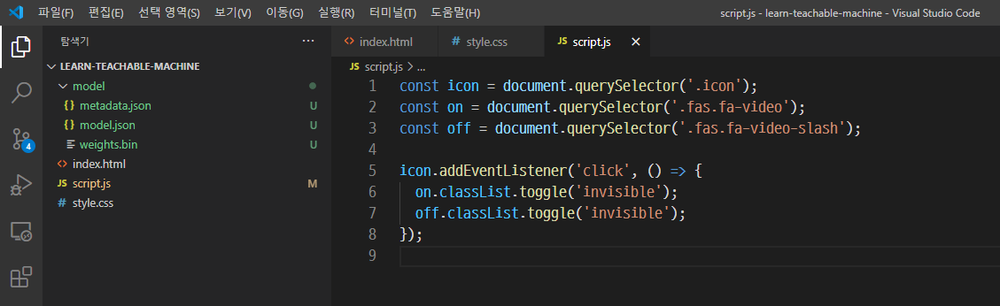 파일(F) 편집(E) 선택 영역(S) 보기(V) 이동(G) 실행(R) 터미널(T) 도움말(H) script.js - learn-teachable-machine - Visual Studio Code
탐색기 ...
index.html style.css JS script.js
LEARN-TEACHABLE-MACHINE
JS script.js > ...
model
{} metadata.json U
{} model.json U
weights.bin U
<> index.html
JS script.js M
# style.css
4
1 const icon = document.querySelector('.icon');
2 const on = document.querySelector('.fas.fa-video');
3 const off = document.querySelector('.fas.fa-video-slash');
4
5 icon.addEventListener('click', () => {
6 on.classList.toggle('invisible');
7 off.classList.toggle('invisible');
8 });
9